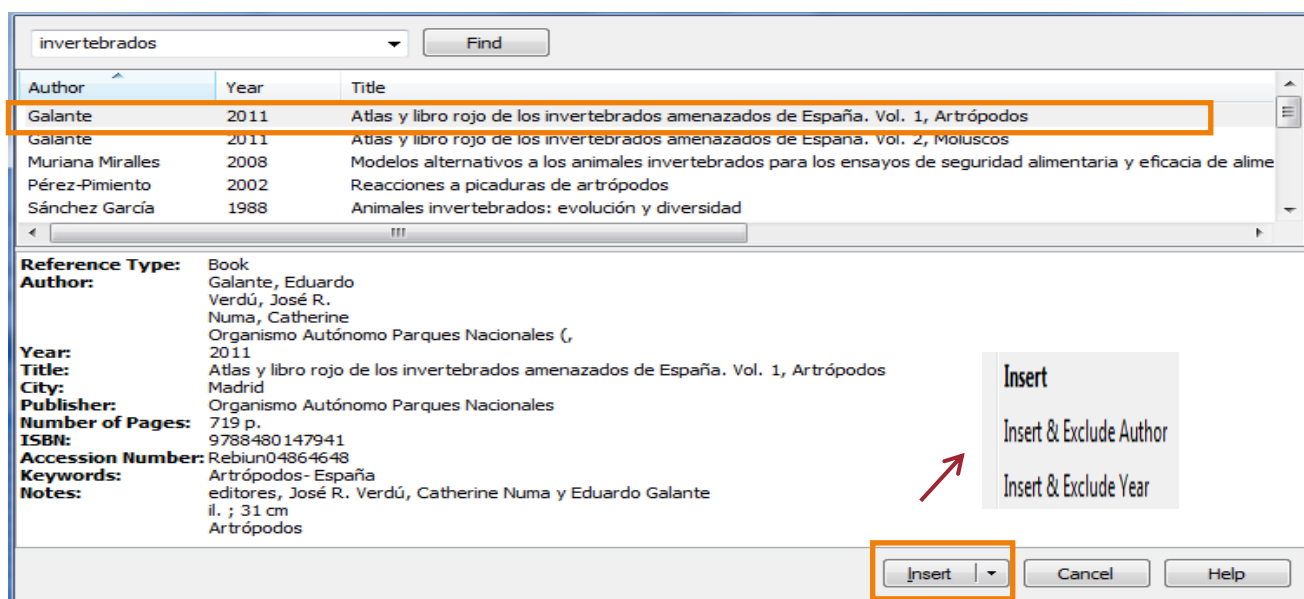 invertebrados Find
Author Year Title
Galante 2011 Atlas y libro rojo de los invertebrados amenazados de España. Vol. 1, Artrópodos
Galante 2011 Atlas y libro rojo de los invertebrados amenazados de España. Vol. 2, Moluscos
Muriana Miralles 2008 Modelos alternativos a los animales invertebrados para los ensayos de seguridad alimentaria y eficacia de alime
Pérez-Pimiento 2002 Reacciones a picaduras de artrópodos
Sánchez García 1988 Animales invertebrados: evolución y diversidad
Reference Type: Book
Author: Galante, Eduardo
Verdú, José R.
Numa, Catherine
Organismo Autónomo Parques Nacionales (,
Year: 2011
Title: Atlas y libro rojo de los invertebrados amenazados de España. Vol. 1, Artrópodos
City: Madrid
Publisher: Organismo Autónomo Parques Nacionales
Number of Pages: 719 p.
ISBN: 9788480147941
Accession Number: Rebiun04864648
Keywords: Artrópodos- España
Notes: editores, José R. Verdú, Catherine Numa y Eduardo Galante
il. ; 31 cm
Artrópodos
Insert
Insert & Exclude Author
Insert & Exclude Year
Insert Cancel Help